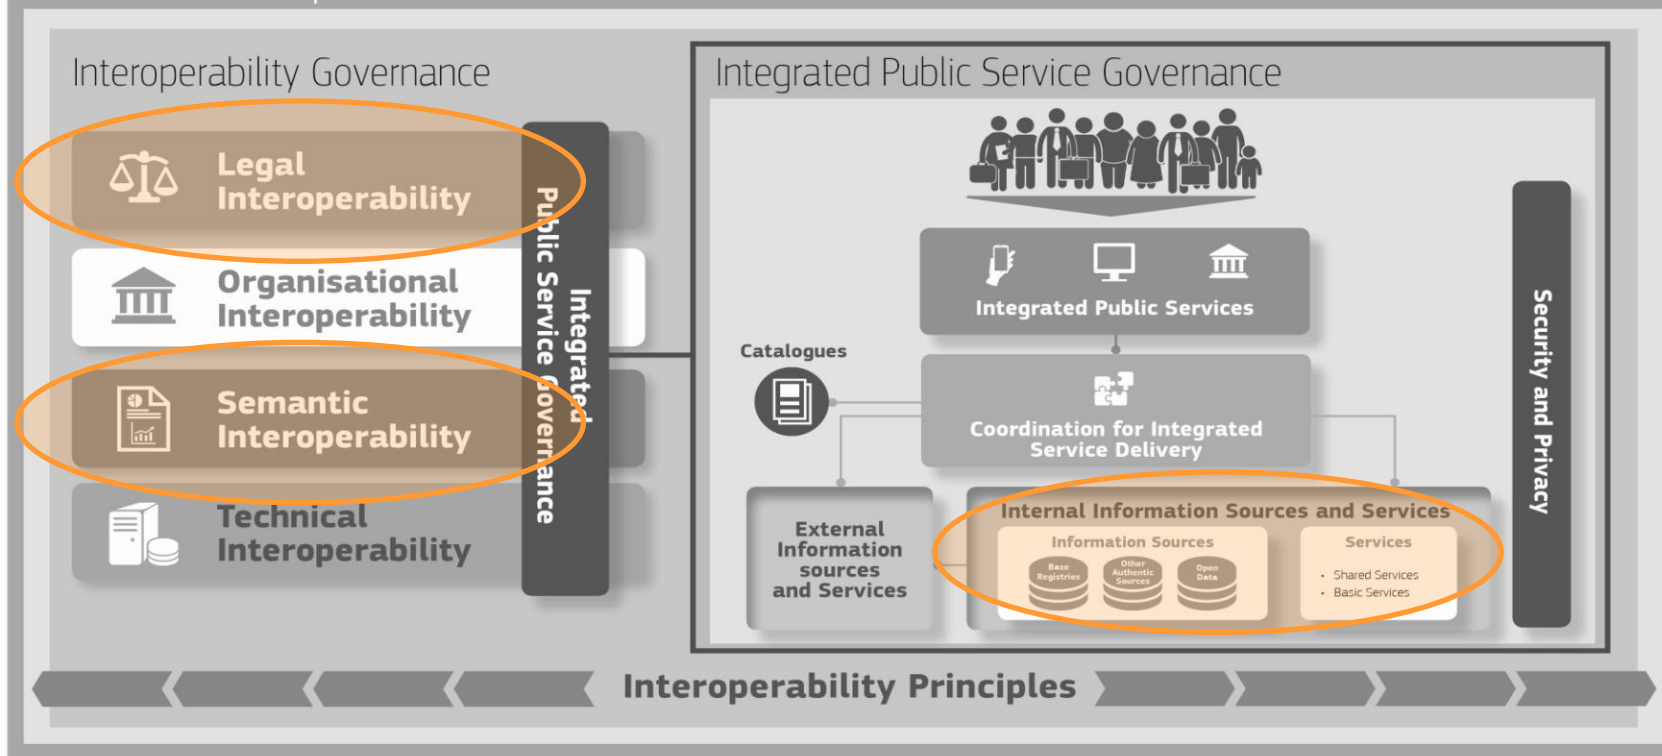 Interoperability Governance
Legal
Interoperability
Organisational
Interoperability
Semantic
Interoperability
Technical
Interoperability
Integrated
Public Service Governance
Integrated Public Service Governance
Integrated Public Services
Catalogues
Coordination for Integrated
Service Delivery
External
Information
sources
and Services
Internal Information Sources and Services
Information Sources
Base
Registries
Other
Authentic
Sources
Open
Data
Services
• Shared Services
• Basic Services
Security and Privacy
Interoperability Principles